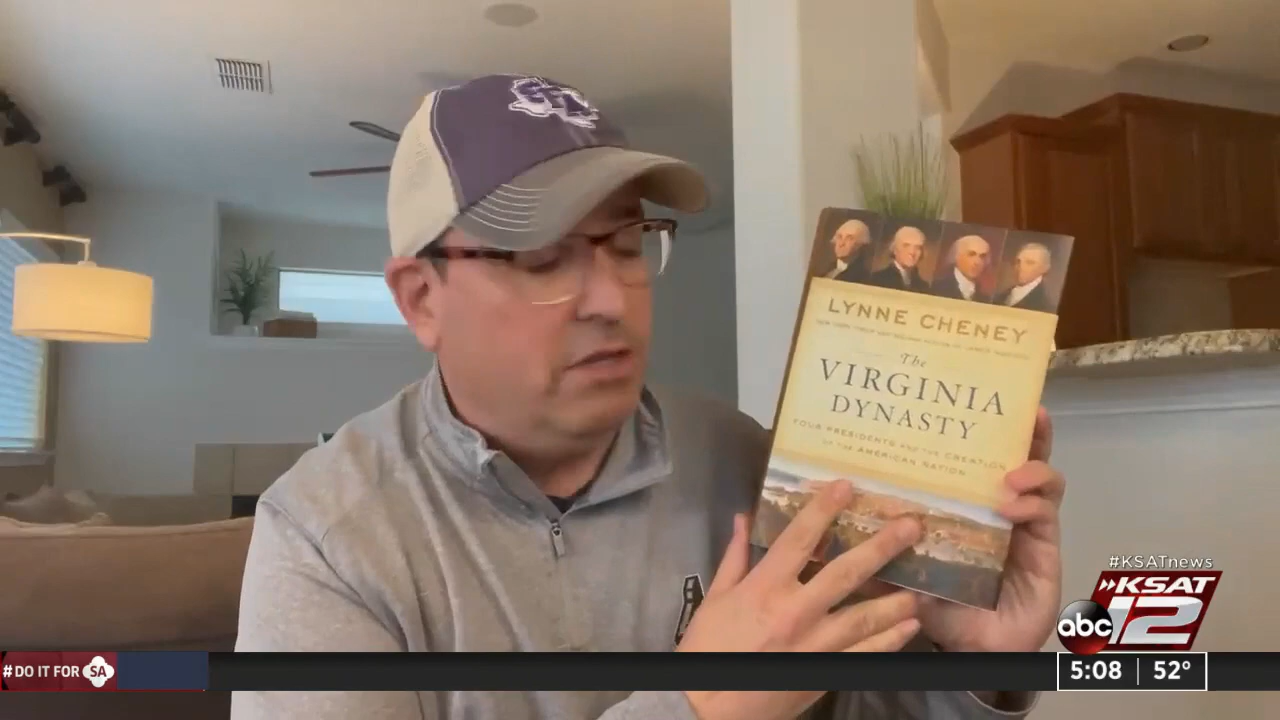 LYNNE CHENEY
The
VIRGINIA
DYNASTY
FOUR PRESIDENTS AND THE CREATION
OF THE AMERICAN NATION
#KSATnews
KSAT
abc 12
#DO IT FOR SA
5:08 52°